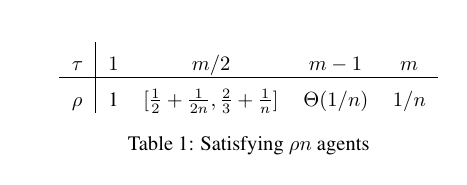 τ 1 m/2 m − 1 m
ρ 1 [1/2 + 1/2n, 2/3 + 1/n] Θ(1/n) 1/n
Table 1: Satisfying ρn agents